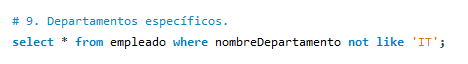 # 9. Departamentos específicos.
select * from empleado where nombreDepartamento not like 'IT';